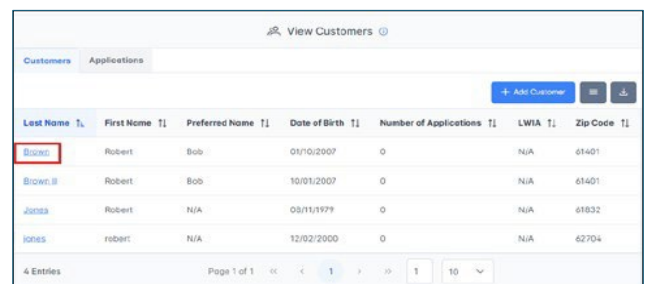 View Customers
Customers Applications
+ Add Customer
Last Name First Name Preferred Name Date of Birth Number of Applications LWIA Zip Code
Brown Robert Bob 01/10/2007 0 N/A 61401
Brown II Robert Bob 10/01/2007 0 N/A 61401
Jones Robert N/A 03/11/1979 0 N/A 61832
jones robert N/A 12/02/2000 0 N/A 62704
4 Entries Page 1 of 1 << < 1 > >> 1 10